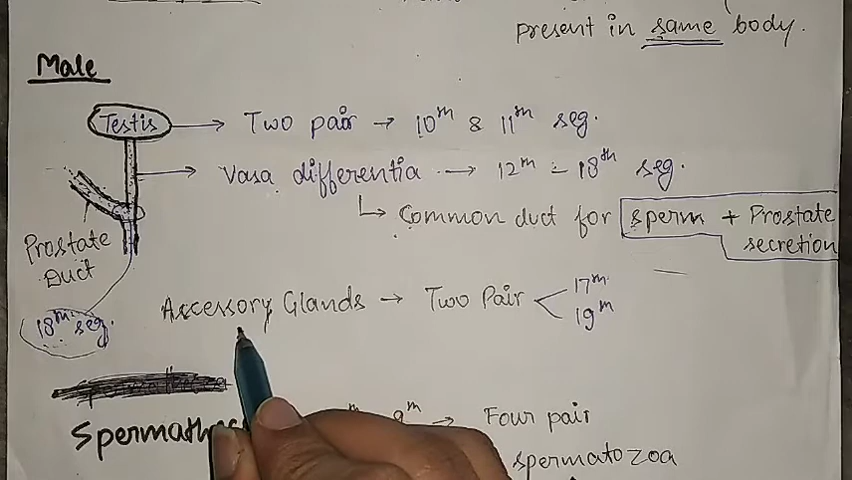 present in same body.
Male
Testis → Two pair → 10th & 11th seg.
Vasa differentia → 12th - 18th seg.
↳ Common duct for sperm + Prostate
secretion
Prostate
Duct
18th seg.
Accessory Glands → Two Pair < 17th
19th
9th → Four pair
spermatozoa